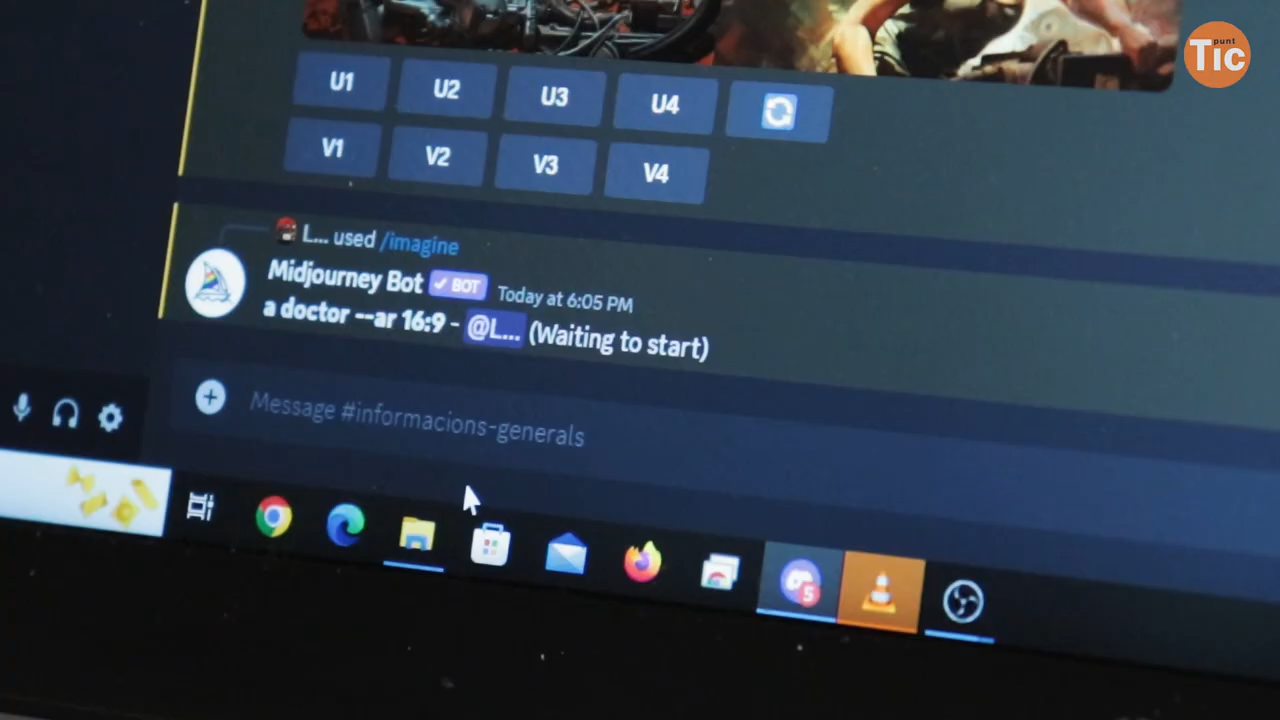 punt
Tic
U1 U2 U3 U4
V1 V2 V3 V4
L... used /imagine
Midjourney Bot ✓ BOT Today at 6:05 PM
a doctor --ar 16:9 - @L... (Waiting to start)
Message #informacions-generals
5